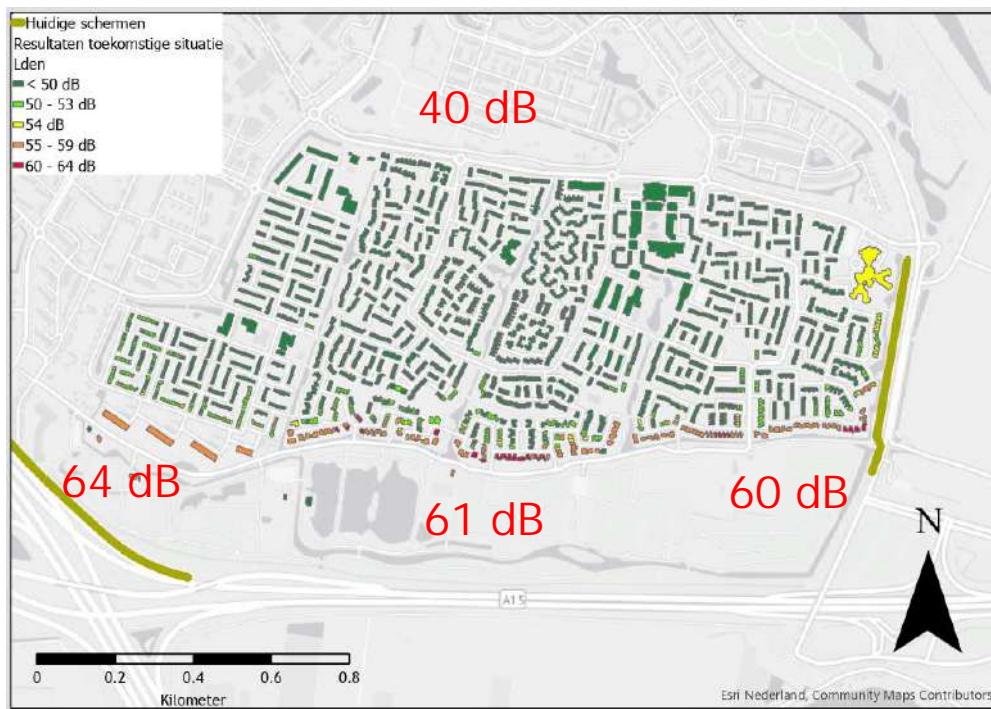 Huidige schermen
Resultaten toekomstige situatie
Lden
< 50 dB
50 - 53 dB
54 dB
55 - 59 dB
60 - 64 dB
40 dB
64 dB
61 dB
60 dB
N
A15
0 0.2 0.4 0.6 0.8
Kilometer
Esri Nederland, Community Maps Contributors